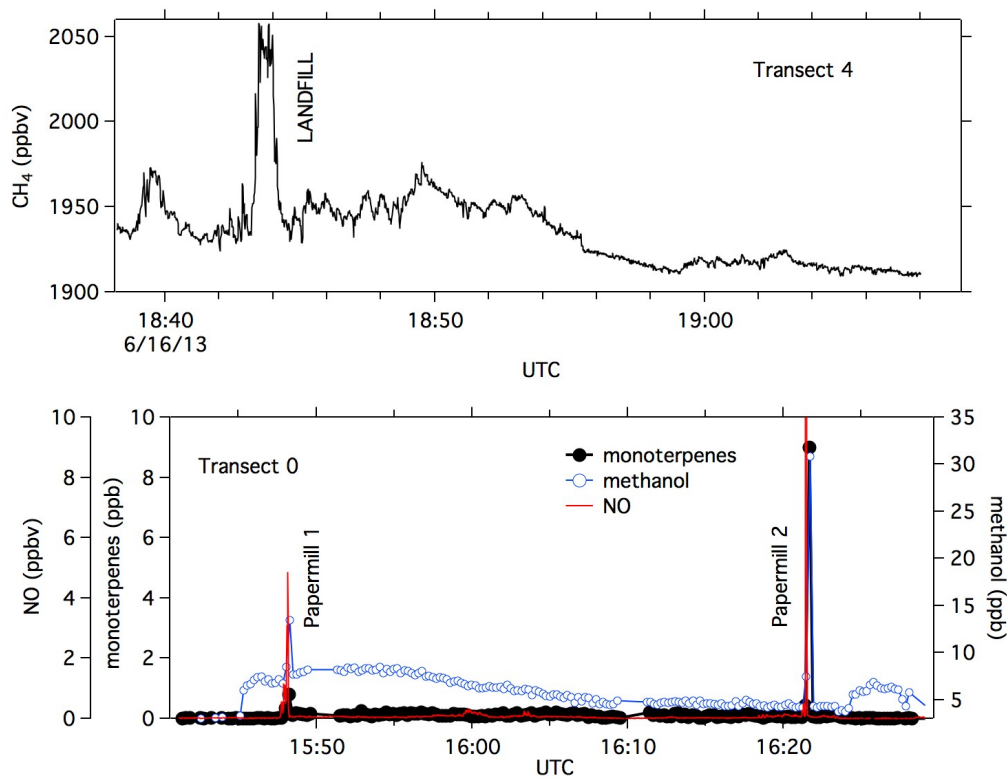 2050
2000
1950
1900
CH₄ (ppbv)
LANDFILL
Transect 4
18:40
18:50
19:00
6/16/13
UTC
10
8
6
4
2
0
NO (ppbv)
10
8
6
4
2
0
monoterpenes (ppb)
Transect 0
monoterpenes
methanol
NO
Papermill 1
Papermill 2
35
30
25
20
15
10
5
methanol (ppb)
15:50
16:00
16:10
16:20
UTC